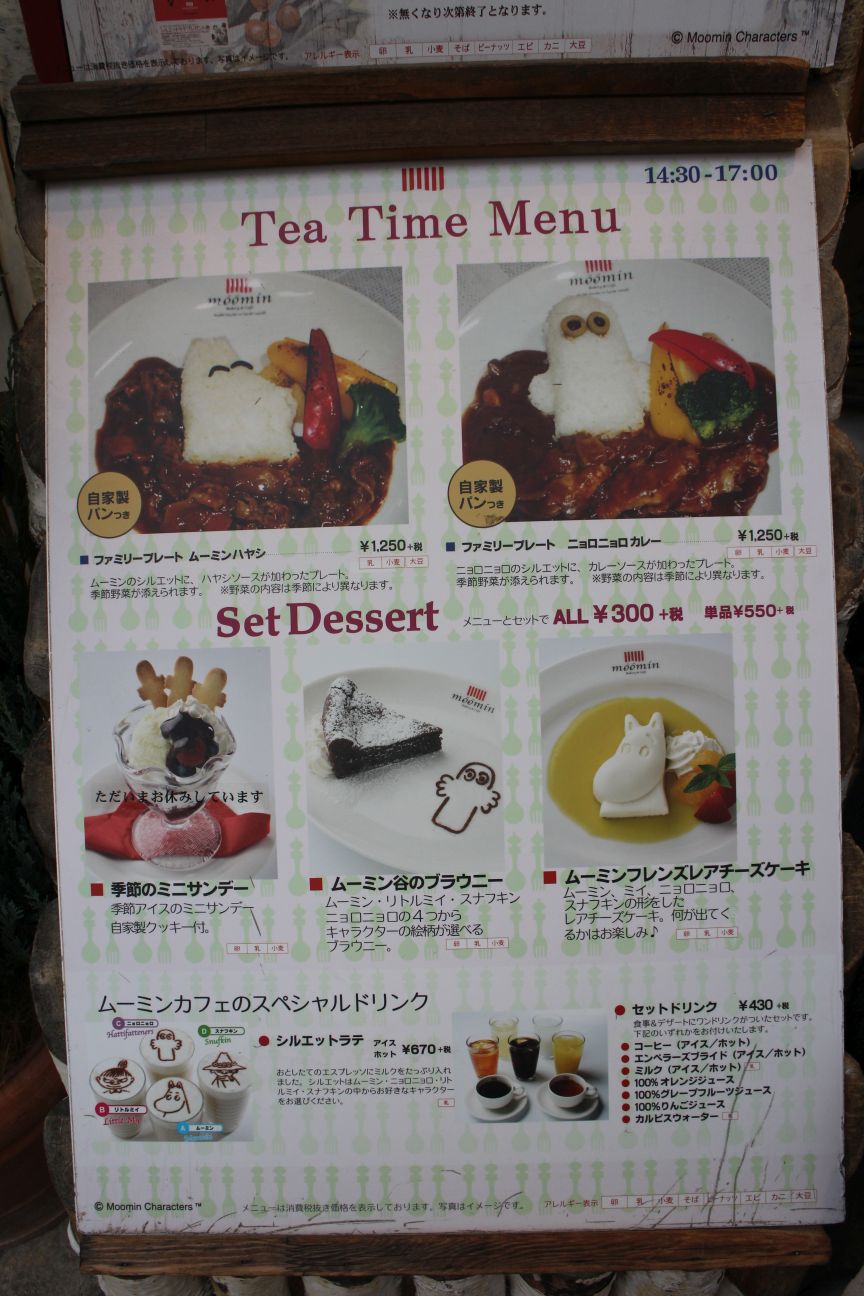 ※無くなり次第終了となります。
アレルギー表示 卵 乳 小麦 そば ピーナッツ エビ カニ 大豆
© Moomin Characters ™
ューは消費税抜き価格を表示しております。写真はイメージです。
14:30-17:00
Tea Time Menu
moomin
moomin
自家製
パンつき
自家製
パンつき
■ ファミリープレート ムーミンハヤシ ¥1,250+税
乳 小麦 大豆
ムーミンのシルエットに、ハヤシソースが加わったプレート。
季節野菜が添えられます。 ※野菜の内容は季節により異なります。
■ ファミリープレート ニョロニョロカレー ¥1,250+税
卵 乳 小麦 大豆
ニョロニョロのシルエットに、カレーソースが加わったプレート。
季節野菜が添えられます。 ※野菜の内容は季節により異なります。
Set Dessert メニューとセットで ALL ¥300 +税 単品¥550+税
moomin
moomin
ただいまお休みしています
■ 季節のミニサンデー
季節アイスのミニサンデー
自家製クッキー付。
卵 乳 小麦
■ ムーミン谷のブラウニー
ムーミン・リトルミイ・スナフキン
ニョロニョロの4つから
キャラクターの絵柄が選べる
ブラウニー。
卵 乳 小麦
■ ムーミンフレンズレアチーズケーキ
ムーミン、ミイ、ニョロニョロ、
スナフキンの形をした
レアチーズケーキ。何が出てく
るかはお楽しみ♪
卵 乳 小麦
ムーミンカフェのスペシャルドリンク
C ニョロニョロ
Hattifatteners
D スナフキン
Snufkin
B リトルミイ
Little My
A ムーミン
● シルエットラテ アイス
ホット ¥670+税
おとしたてのエスプレッソにミルクをたっぷり入れ
ました。シルエットはムーミン・ニョロニョロ・リト
ルミイ・スナフキンの中からお好きなキャラクター
をお選びください。
乳
● セットドリンク ¥430 +税
食事&デザートにワンドリンクがついたセットです。
下記のいずれかをお付けいたします。
● コーヒー(アイス/ホット)
● エンペラーズブライド(アイス/ホット)
● ミルク(アイス/ホット) 乳
● 100%オレンジジュース
● 100%グレープフルーツジュース
● 100%りんごジュース
● カルピスウォーター 乳
© Moomin Characters ™
メニューは消費税抜き価格を表示しております。写真はイメージです。
アレルギー表示 卵 乳 小麦 そば ピーナッツ エビ カニ 大豆